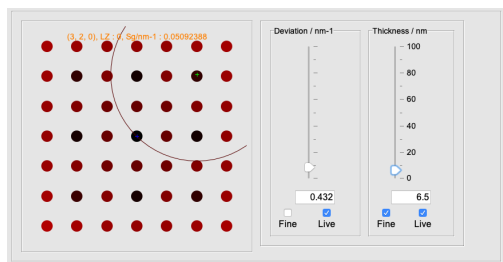 (3, 2, 0), LZ : 0, Sg/nm-1 : 0.05092388
Deviation / nm-1
Thickness / nm
100
80
60
40
20
0
0.432
6.5
Fine Live
Fine Live